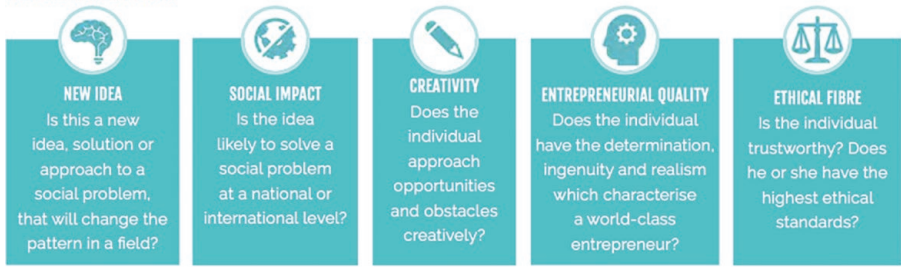 NEW IDEA
Is this a new
idea, solution or
approach to a
social problem,
that will change the
pattern in a field?
SOCIAL IMPACT
Is the idea
likely to solve a
social problem
at a national or
international level?
CREATIVITY
Does the
individual
approach
opportunities
and obstacles
creatively?
ENTREPRENEURIAL QUALITY
Does the individual
have the determination,
ingenuity and realism
which characterise
a world-class
entrepreneur?
ETHICAL FIBRE
Is the individual
trustworthy? Does
he or she have the
highest ethical
standards?